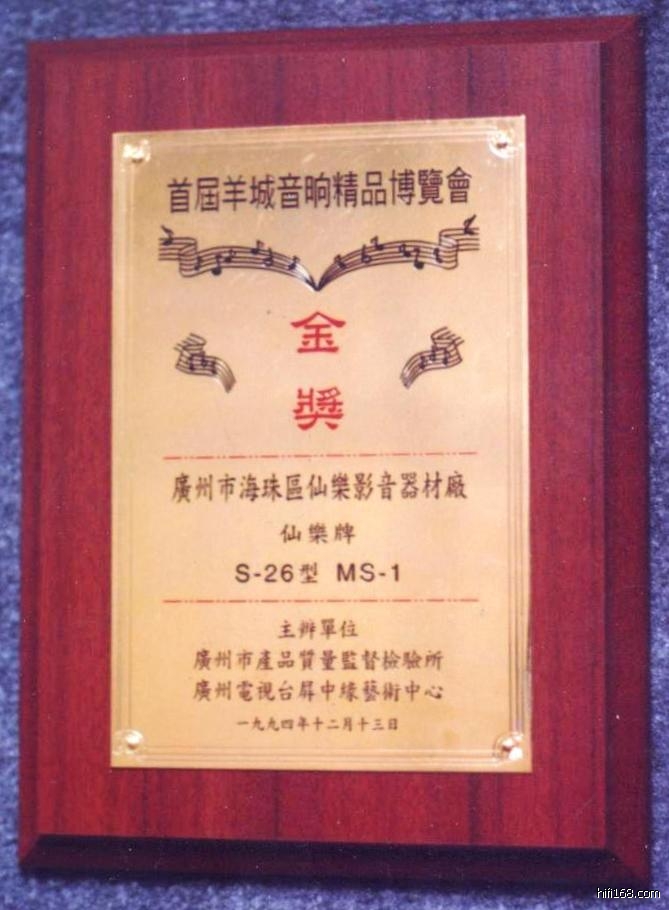 首屆羊城音响精品博覽會
金
獎
廣州市海珠區仙樂影音器材廠
仙樂牌
S-26型 MS-1
主辦單位
廣州市產品質量監督檢驗所
廣州電視台屏中緣藝術中心
一九九四年十二月十三日
hifi168.com